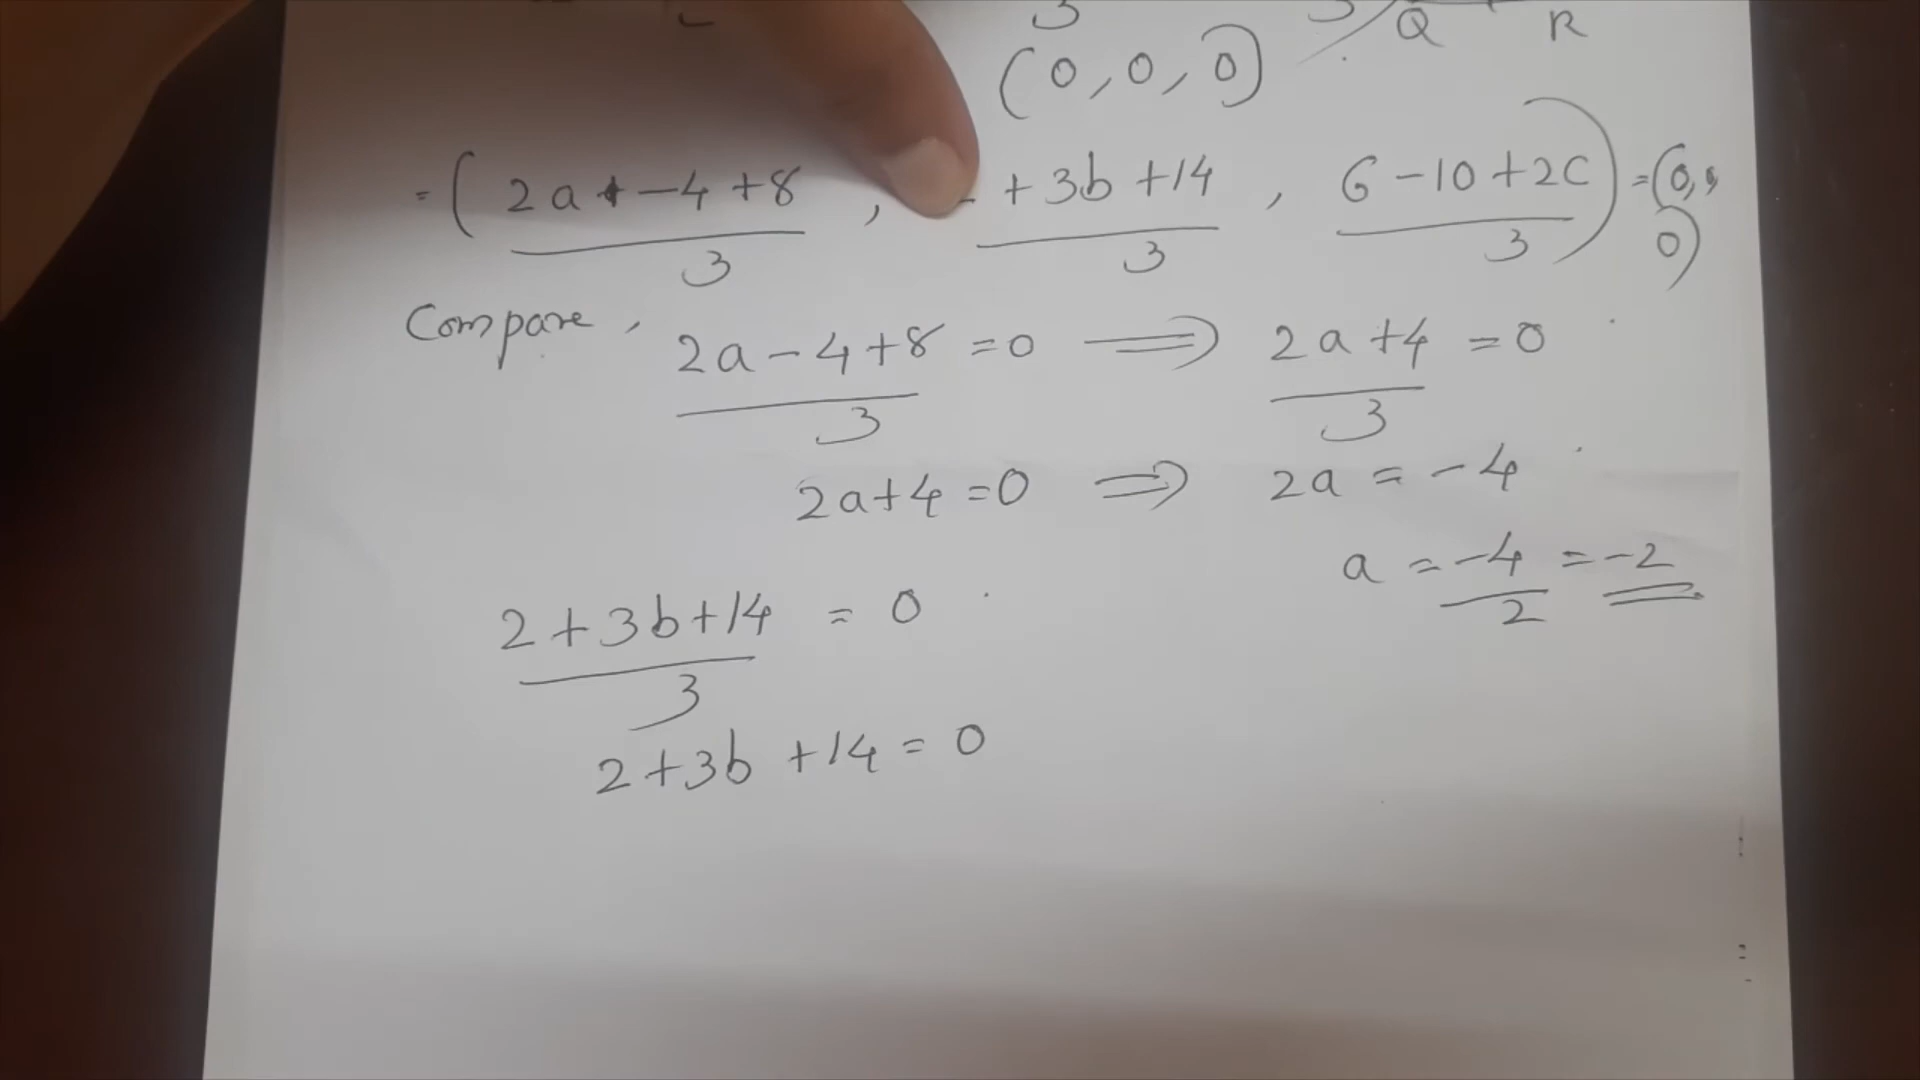 3 Q R
(0, 0, 0)
= ( 2a + -4 +8 / 3 , + 3b +14 / 3 , 6 -10 +2C / 3 ) = (0, ,
0)
Compare, 2a - 4 +8 / 3 = 0 ⟹ 2a +4 / 3 = 0
2a+4 = 0 ⟹ 2a = -4
a = -4 / 2 = -2
2 + 3b + 14 / 3 = 0
2 +3b +14 = 0